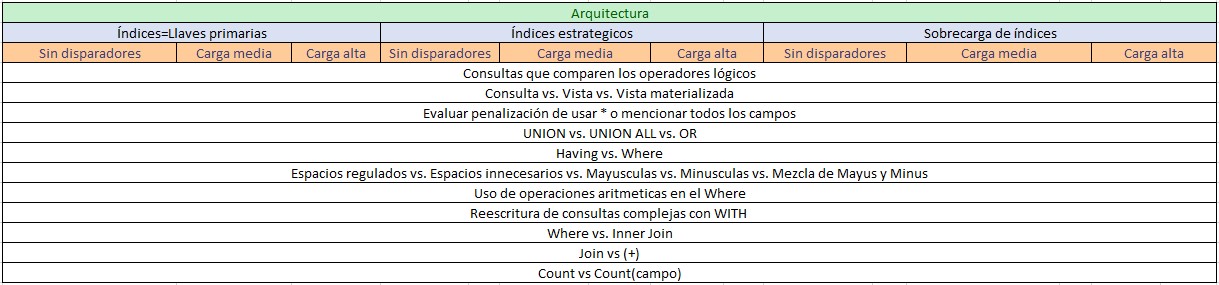 Arquitectura
Índices=Llaves primarias Índices estrategicos Sobrecarga de índices
Sin disparadores Carga media Carga alta Sin disparadores Carga media Carga alta Sin disparadores Carga media Carga alta
Consultas que comparen los operadores lógicos
Consulta vs. Vista vs. Vista materializada
Evaluar penalización de usar * o mencionar todos los campos
UNION vs. UNION ALL vs. OR
Having vs. Where
Espacios regulados vs. Espacios innecesarios vs. Mayusculas vs. Minusculas vs. Mezcla de Mayus y Minus
Uso de operaciones aritmeticas en el Where
Reescritura de consultas complejas con WITH
Where vs. Inner Join
Join vs (+)
Count vs Count(campo)